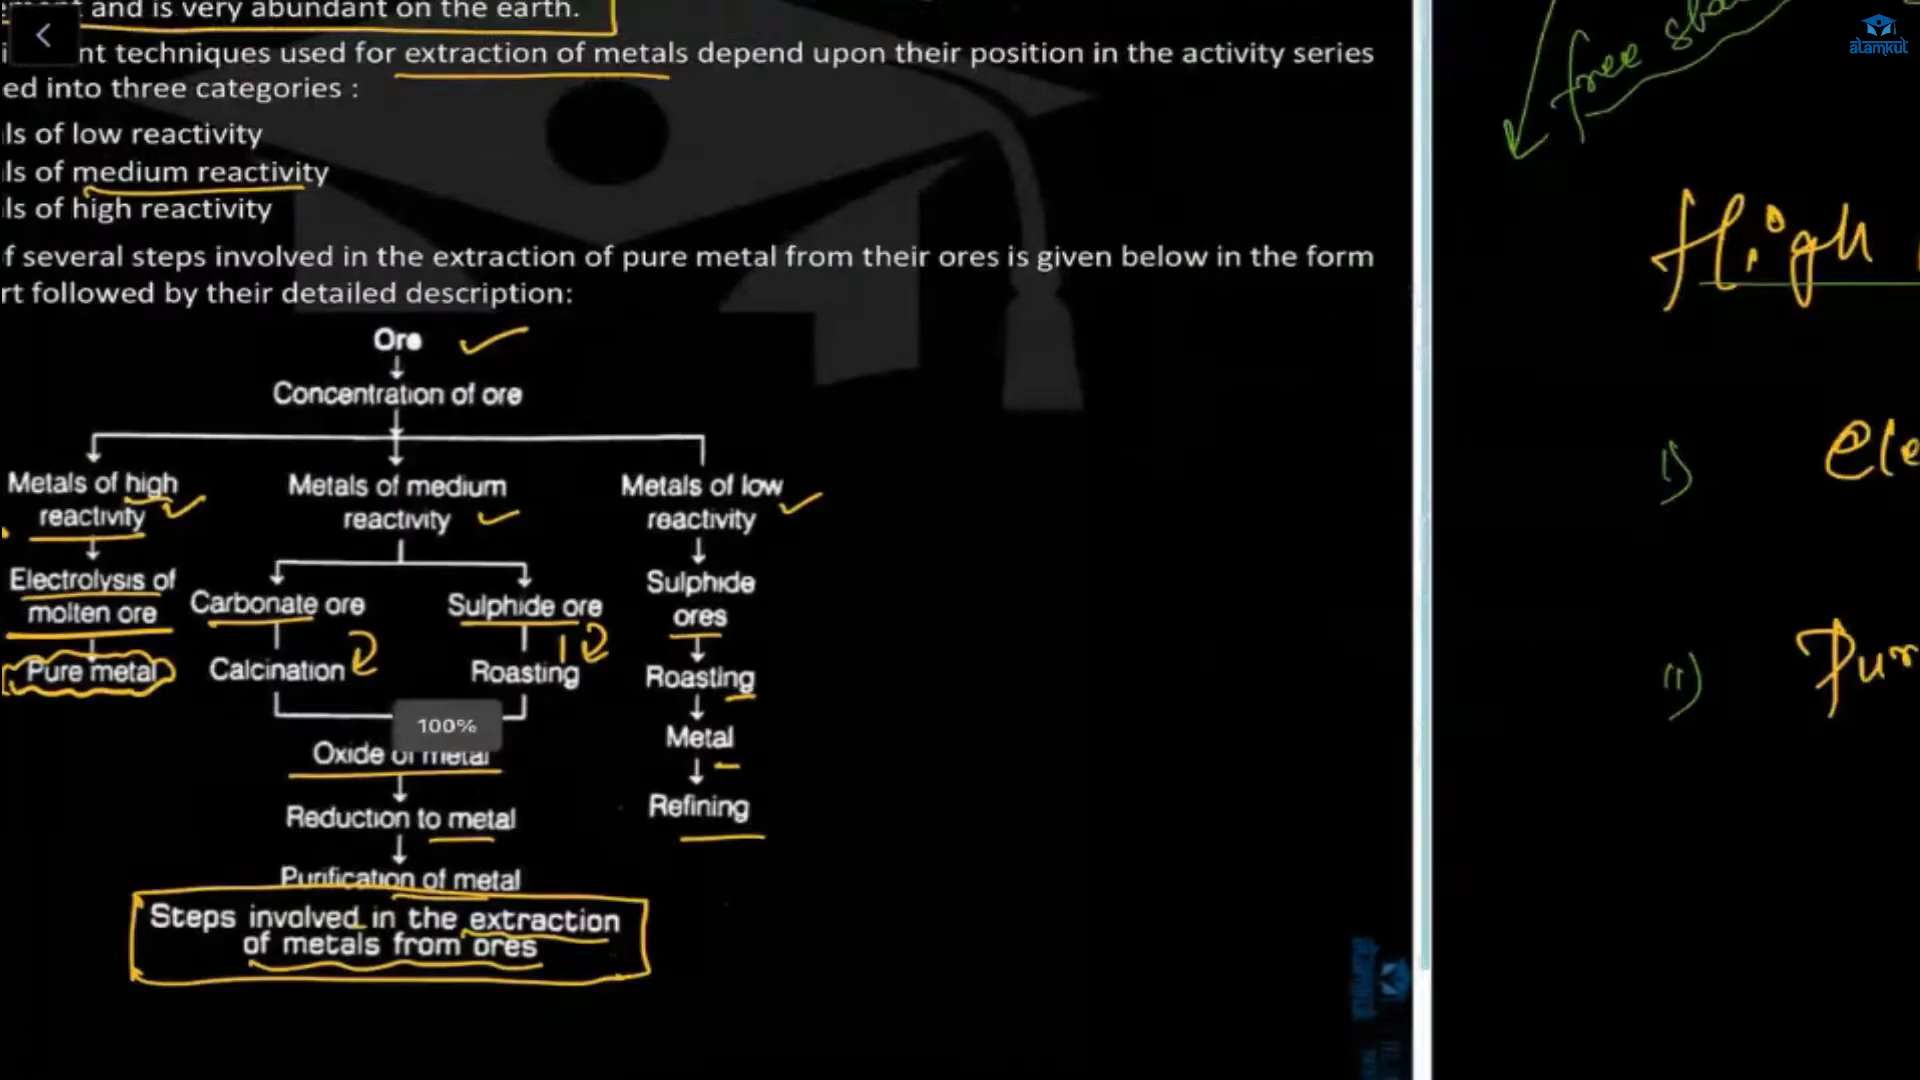 and is very abundant on the earth.
nt techniques used for extraction of metals depend upon their position in the activity series
ed into three categories :
ls of low reactivity
ls of medium reactivity
ls of high reactivity
f several steps involved in the extraction of pure metal from their ores is given below in the form
rt followed by their detailed description:
Ore
Concentration of ore
Metals of high
reactivity
Electrolysis of
molten ore
Pure metal
Metals of medium
reactivity
Carbonate ore
Calcination
Sulphide ore
Roasting
100%
Oxide of metal
Reduction to metal
Purification of metal
Metals of low
reactivity
Sulphide
ores
Roasting
Metal
Refining
Steps involved in the extraction
of metals from ores
free
High
i) ele
ii) Pur
alamkul